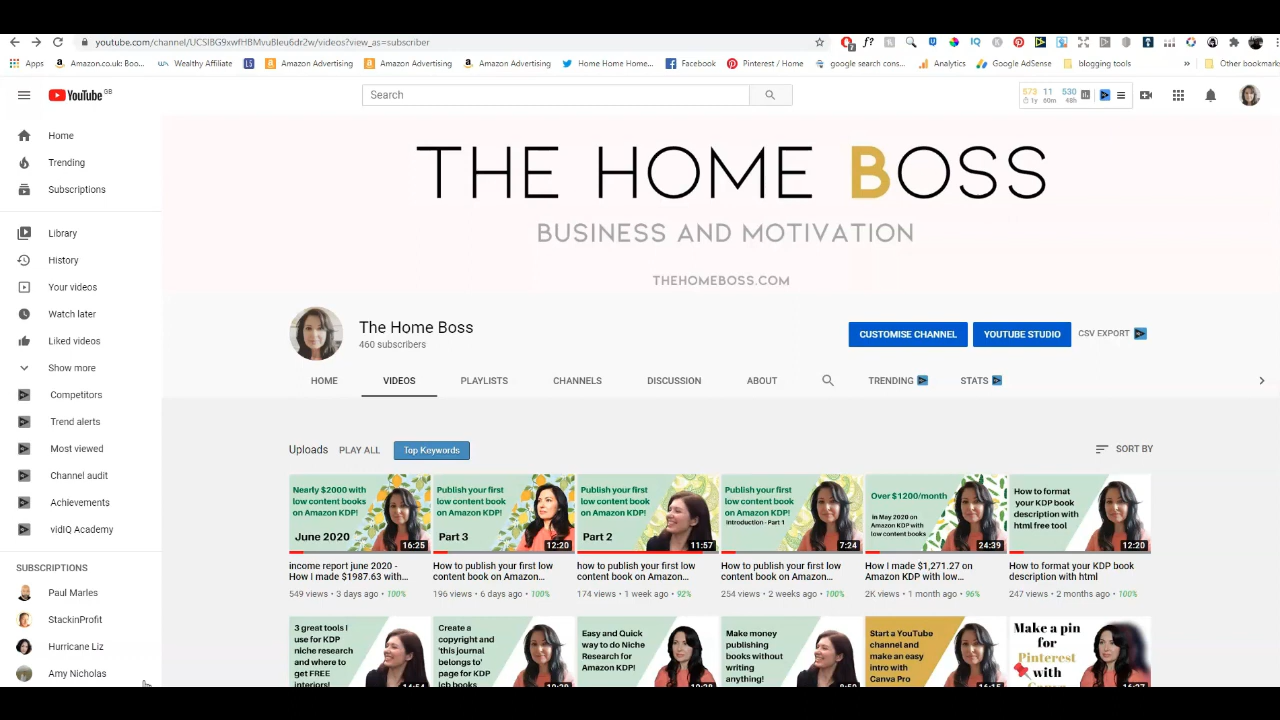 youtube.com/channel/UCSIBG9xwfHBMvuBleu6dr2w/videos?view_as=subscriber
Apps
Amazon.co.uk: Boo...
Wealthy Affiliate
Amazon Advertising
Amazon Advertising
Amazon Advertising
Home Home Home...
Facebook
Pinterest / Home
google search cons...
Analytics
Google AdSense
blogging tools
»
Other bookmark
YouTube GB
Search
573 11 530
1y 60m 48h
Home
Trending
Subscriptions
Library
History
Your videos
Watch later
Liked videos
Show more
Competitors
Trend alerts
Most viewed
Channel audit
Achievements
vidIQ Academy
SUBSCRIPTIONS
Paul Marles
StackinProfit
Hurricane Liz
Amy Nicholas
THE HOME BOSS
BUSINESS AND MOTIVATION
THEHOMEBOSS.COM
The Home Boss
460 subscribers
CUSTOMISE CHANNEL
YOUTUBE STUDIO
CSV EXPORT
HOME
VIDEOS
PLAYLISTS
CHANNELS
DISCUSSION
ABOUT
TRENDING
STATS
Uploads
PLAY ALL
Top Keywords
SORT BY
Nearly $2000 with
low content books
on Amazon KDP!
June 2020
16:25
income report june 2020 -
How I made $1987.63 with...
549 views • 3 days ago • 100%
Publish your first
low content book
on Amazon KDP!
Part 3
12:20
How to publish your first low
content book on Amazon...
196 views • 6 days ago • 100%
Publish your first
low content book
on Amazon KDP!
Part 2
11:57
how to publish your first low
content book on Amazon...
174 views • 1 week ago • 92%
Publish your first
low content book
on Amazon KDP!
Introduction - Part 1
7:24
How to publish your first low
content book on Amazon...
254 views • 2 weeks ago • 100%
Over $1200/month
in May 2020 on
Amazon KDP with
low content books
24:39
How I made $1,271.27 on
Amazon KDP with low...
2K views • 1 month ago • 96%
How to format
your KDP book
description with
html free tool
12:20
How to format your KDP book
description with html
247 views • 2 months ago • 100%
3 great tools I
use for KDP
niche research
and where to
get FREE
interiors!
Create a
copyright and
'this journal
belongs to'
page for KDP
Easy and Quick
way to do Niche
Research for
Amazon KDP!
Make money
publishing
books without
writing
anything!
Start a YouTube
channel and
make an easy
intro with
Canva Pro
Make a pin
for
Pinterest
with